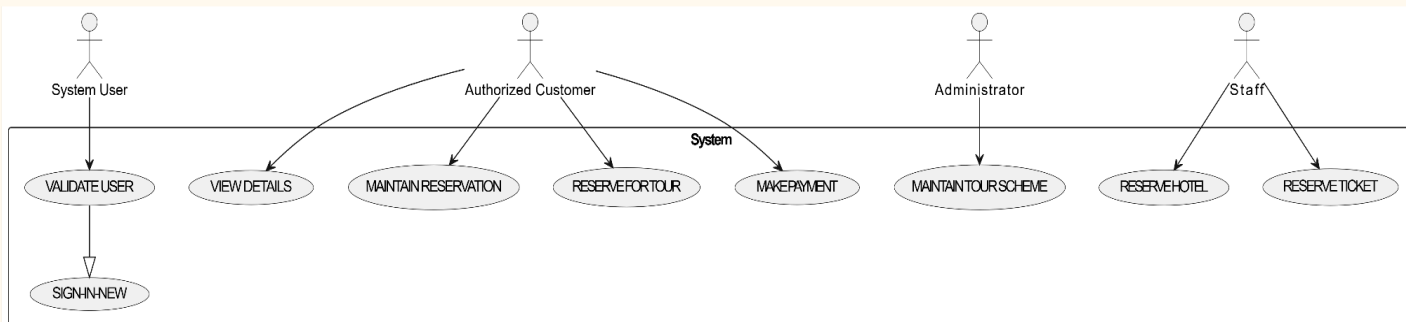 System User
Authorized Customer
Administrator
Staff
System
VALIDATE USER
VIEW DETAILS
MAINTAIN RESERVATION
RESERVE FOR TOUR
MAKE PAYMENT
MAINTAIN TOUR SCHEME
RESERVE HOTEL
RESERVE TICKET
SIGN-IN-NEW